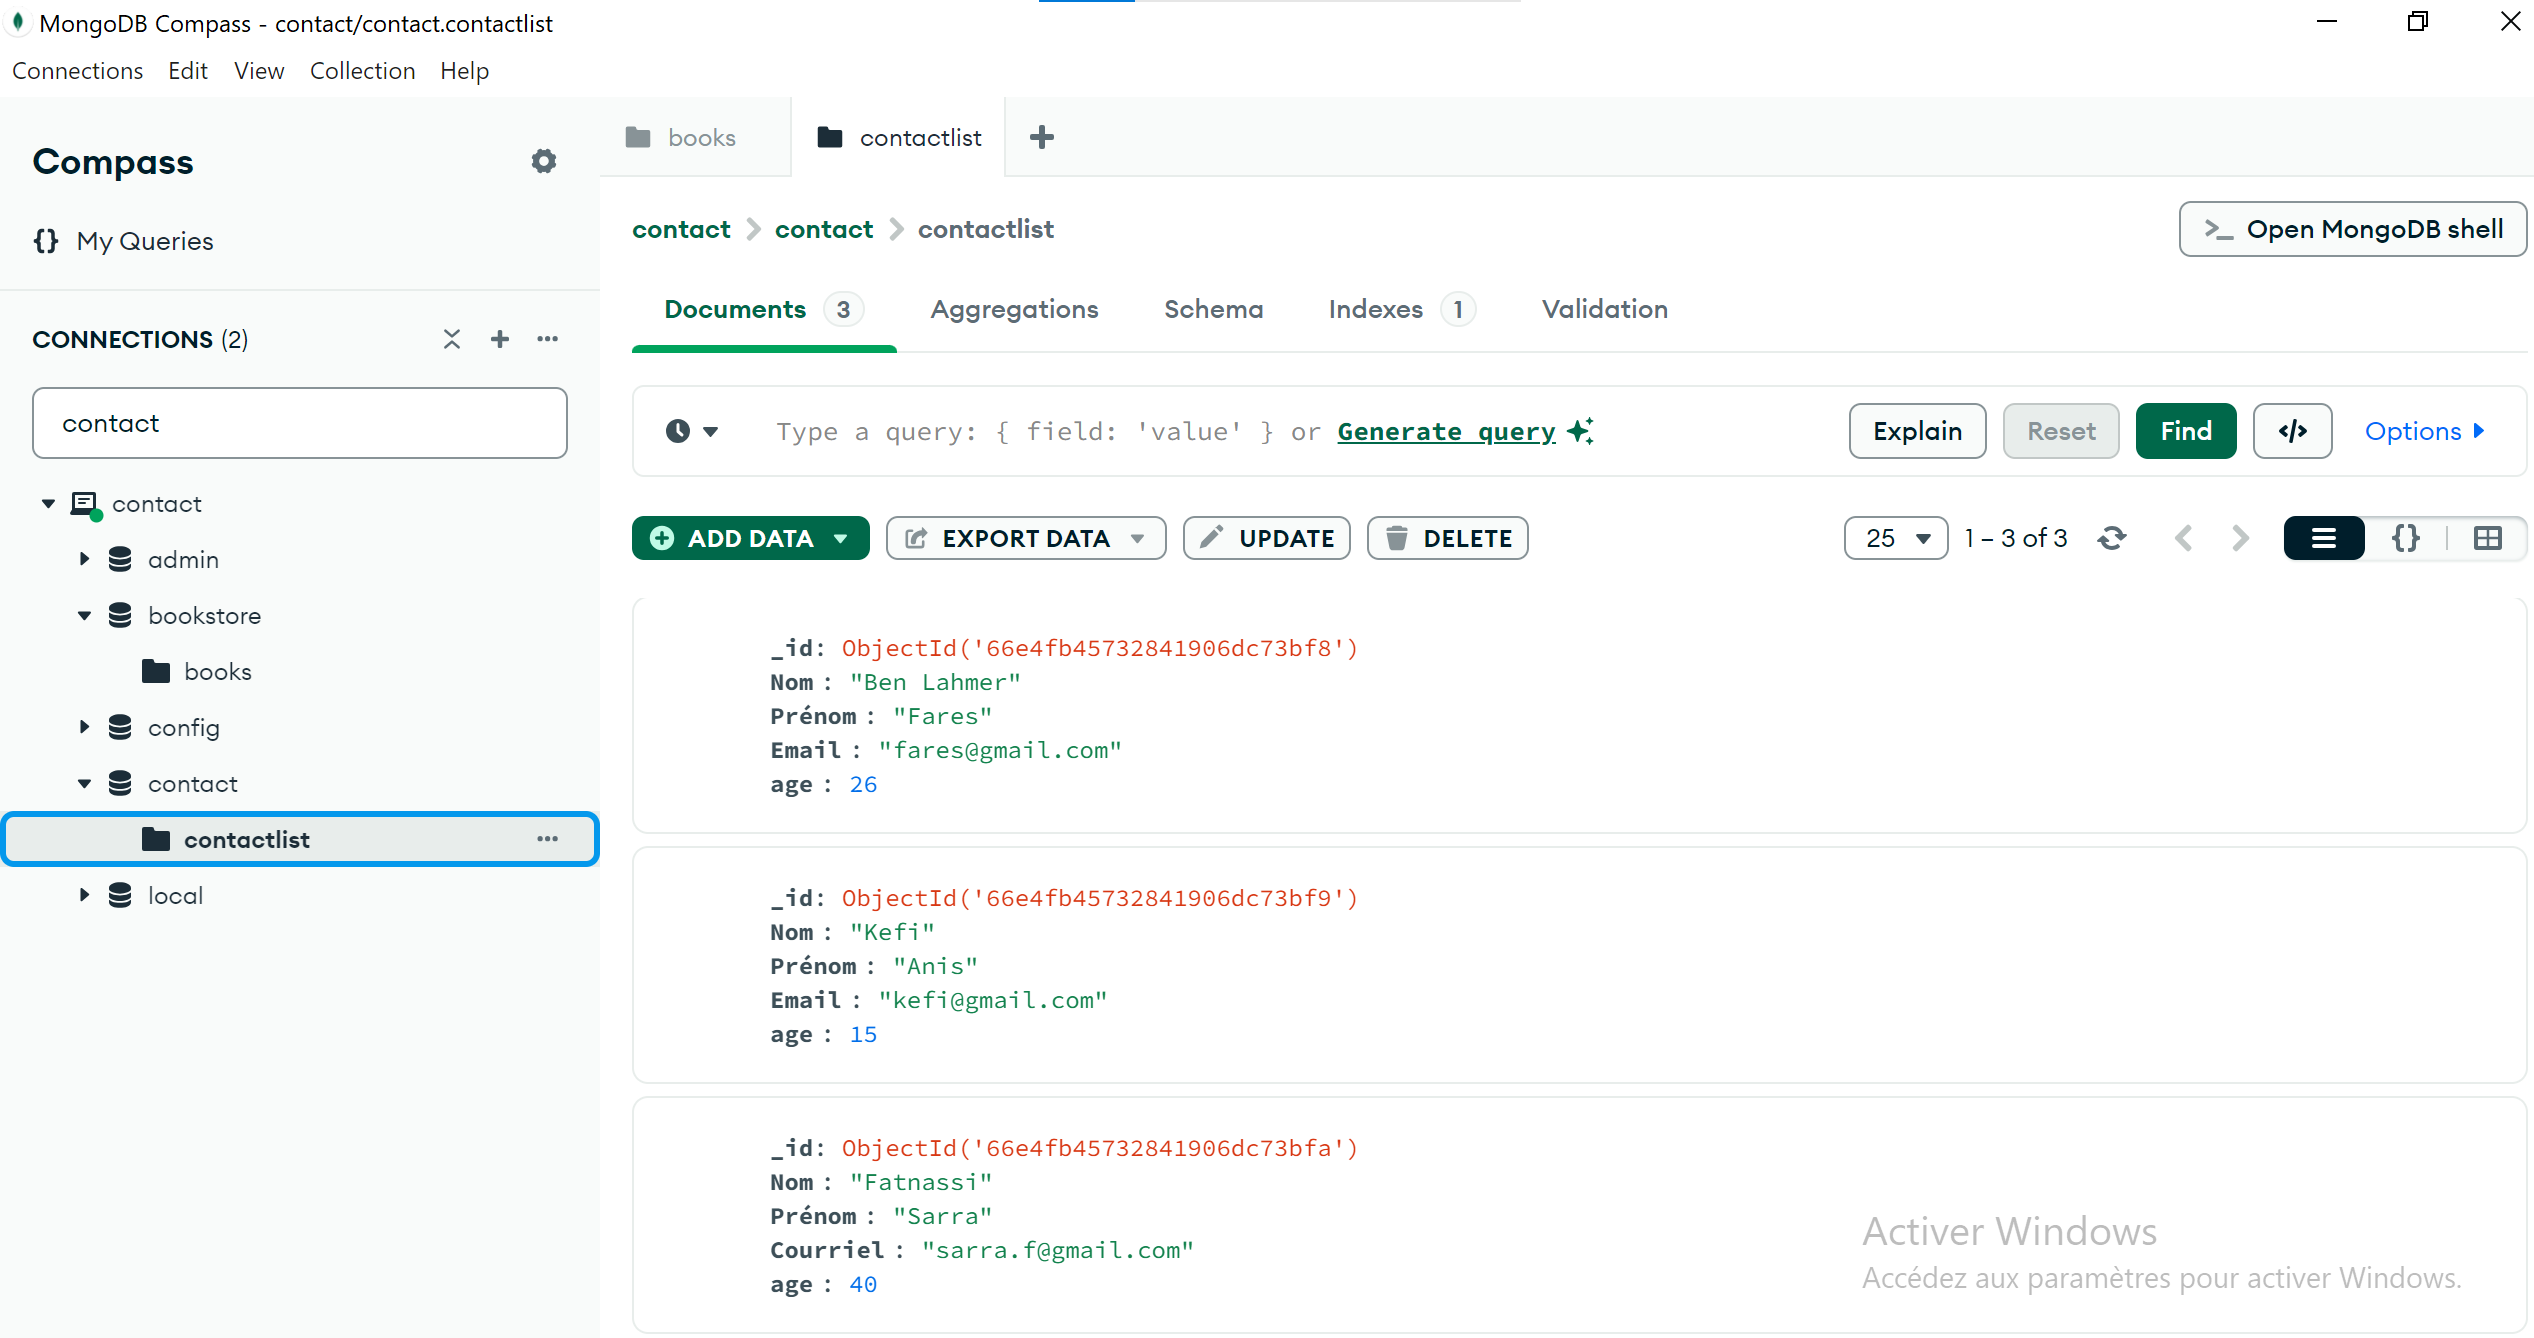 MongoDB Compass - contact/contact.contactlist
Connections Edit View Collection Help
Compass
{} My Queries
CONNECTIONS (2)
contact
contact
admin
bookstore
books
config
contact
contactlist
local
books contactlist
contact > contact > contactlist
>_ Open MongoDB shell
Documents 3 Aggregations Schema Indexes 1 Validation
Type a query: { field: 'value' } or Generate query
Explain Reset Find </> Options
ADD DATA EXPORT DATA UPDATE DELETE
25 1 – 3 of 3 {}
_id: ObjectId('66e4fb45732841906dc73bf8')
Nom : "Ben Lahmer"
Prénom : "Fares"
Email : "fares@gmail.com"
age : 26
_id: ObjectId('66e4fb45732841906dc73bf9')
Nom : "Kefi"
Prénom : "Anis"
Email : "kefi@gmail.com"
age : 15
_id: ObjectId('66e4fb45732841906dc73bfa')
Nom : "Fatnassi"
Prénom : "Sarra"
Courriel : "sarra.f@gmail.com"
age : 40
Activer Windows
Accédez aux paramètres pour activer Windows.